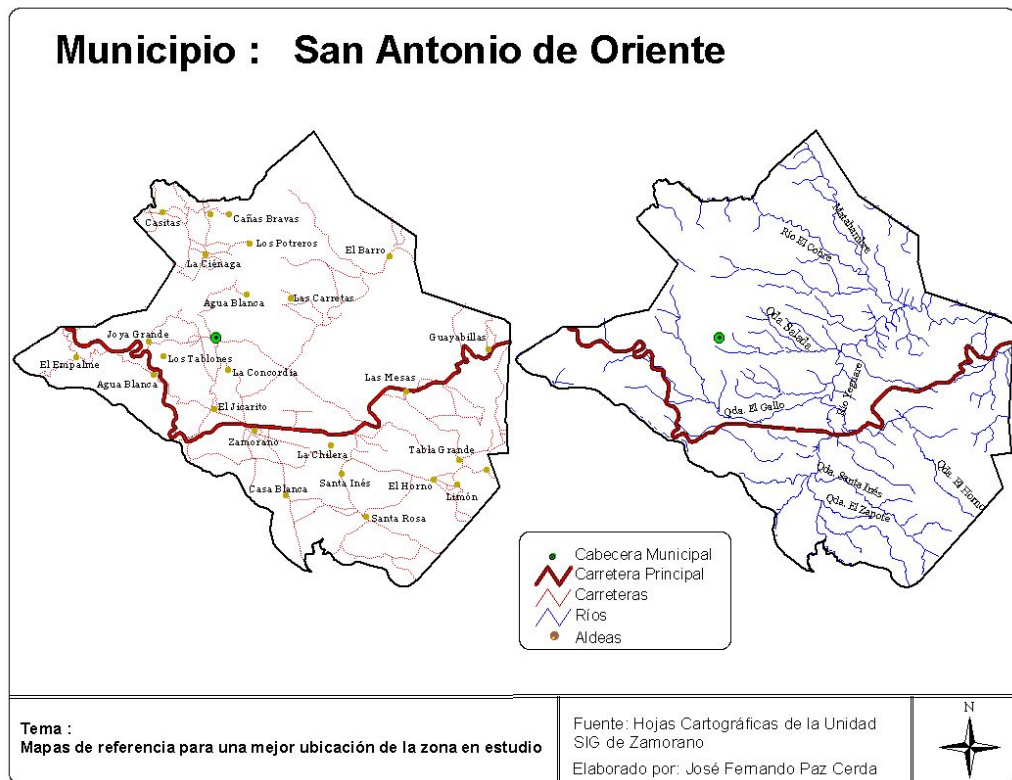 Municipio : San Antonio de Oriente
Casitas
Cañas Bravas
Los Potreros
El Barro
La Ciénaga
Agua Blanca
Las Carretas
Joya Grande
Guayabillas
El Empalme
Los Tablones
La Concordia
Agua Blanca
Las Mesas
El Jicarito
Zamorano
La Chilera
Tabla Grande
Santa Inés
El Horno
Casa Blanca
Limón
Santa Rosa
Matahambre
Río El Cobre
Qda. Salada
Río Yeguare
Qda. El Gallo
Qda. Santa Inés
Qda. El Horno
Qda. El Zapote
Cabecera Municipal
Carretera Principal
Carreteras
Ríos
Aldeas
Tema :
Mapas de referencia para una mejor ubicación de la zona en estudio
Fuente: Hojas Cartográficas de la Unidad
SIG de Zamorano
Elaborado por: José Fernando Paz Cerda
N